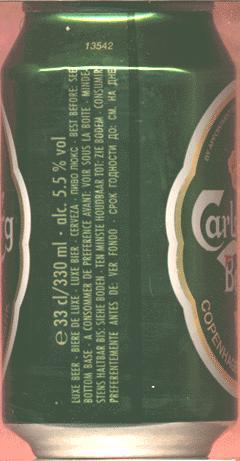 13542
e 33 cl/330 ml · alc. 5.5 % vol
LUXE BEER · BIERE DE LUXE · LUXE BIER · CERVEZA · ПИВО ЛЮКС · BEST BEFORE: SEE
BOTTOM BASE · A CONSOMMER DE PREFERENCE AVANT: VOIR SOUS LA BOITE · MINDE-
STENS HALTBAR BIS: SIEHE BODEN · TEN MINSTE HOUDBAAR TOT: ZIE BODEM · CONSUMIR
PREFERENTEMENTE ANTES DE: VER FONDO · СРОК ГОДНОСТИ ДО: СМ. НА ДНЕ
g
BY APPO
Carl
B
COPENHAG